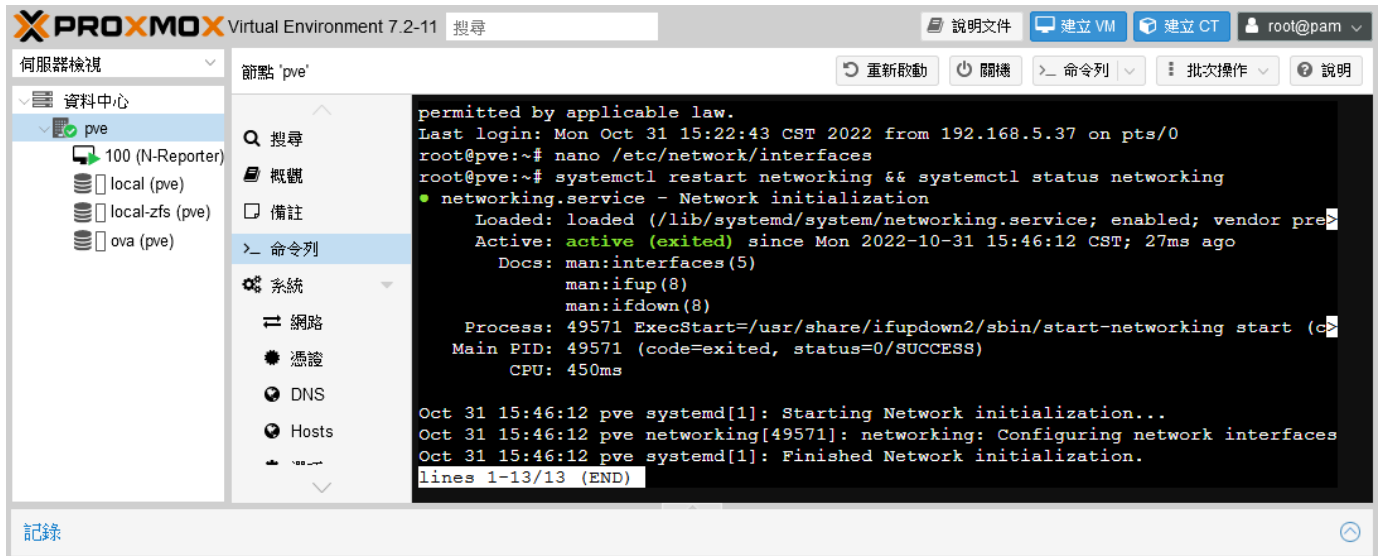 PROXMOX Virtual Environment 7.2-11 搜尋 說明文件 建立 VM 建立 CT root@pam
伺服器檢視
節點 'pve' 重新啟動 關機 >_ 命令列 批次操作 說明
資料中心
pve
100 (N-Reporter)
local (pve)
local-zfs (pve)
ova (pve)
搜尋
概觀
備註
>_ 命令列
系統
網路
憑證
DNS
Hosts
permitted by applicable law.
Last login: Mon Oct 31 15:22:43 CST 2022 from 192.168.5.37 on pts/0
root@pve:~# nano /etc/network/interfaces
root@pve:~# systemctl restart networking && systemctl status networking
● networking.service - Network initialization
Loaded: loaded (/lib/systemd/system/networking.service; enabled; vendor pre>
Active: active (exited) since Mon 2022-10-31 15:46:12 CST; 27ms ago
Docs: man:interfaces(5)
man:ifup(8)
man:ifdown(8)
Process: 49571 ExecStart=/usr/share/ifupdown2/sbin/start-networking start (c>
Main PID: 49571 (code=exited, status=0/SUCCESS)
CPU: 450ms
Oct 31 15:46:12 pve systemd[1]: Starting Network initialization...
Oct 31 15:46:12 pve networking[49571]: networking: Configuring network interfaces
Oct 31 15:46:12 pve systemd[1]: Finished Network initialization.
lines 1-13/13 (END)
記錄